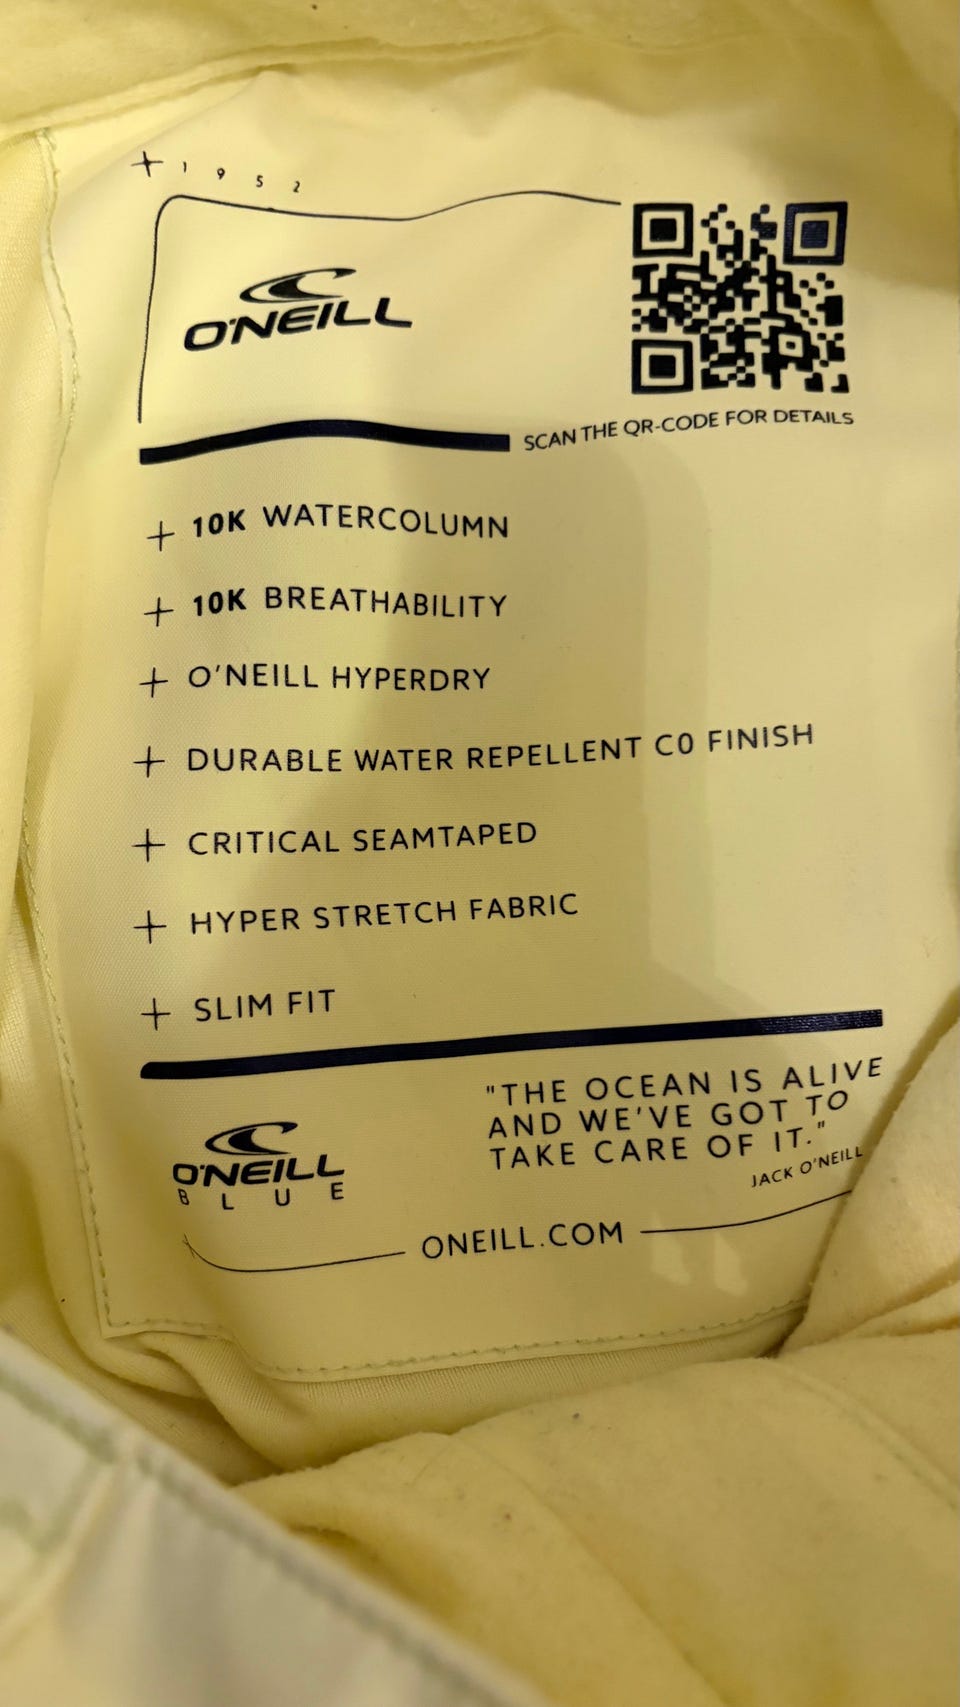 + 1952
O'NEILL
SCAN THE QR-CODE FOR DETAILS
+ 10K WATERCOLUMN
+ 10K BREATHABILITY
+ O'NEILL HYPERDRY
+ DURABLE WATER REPELLENT C0 FINISH
+ CRITICAL SEAMTAPED
+ HYPER STRETCH FABRIC
+ SLIM FIT
O'NEILL
BLUE
"THE OCEAN IS ALIVE
AND WE'VE GOT TO
TAKE CARE OF IT."
JACK O'NEILL
ONEILL.COM